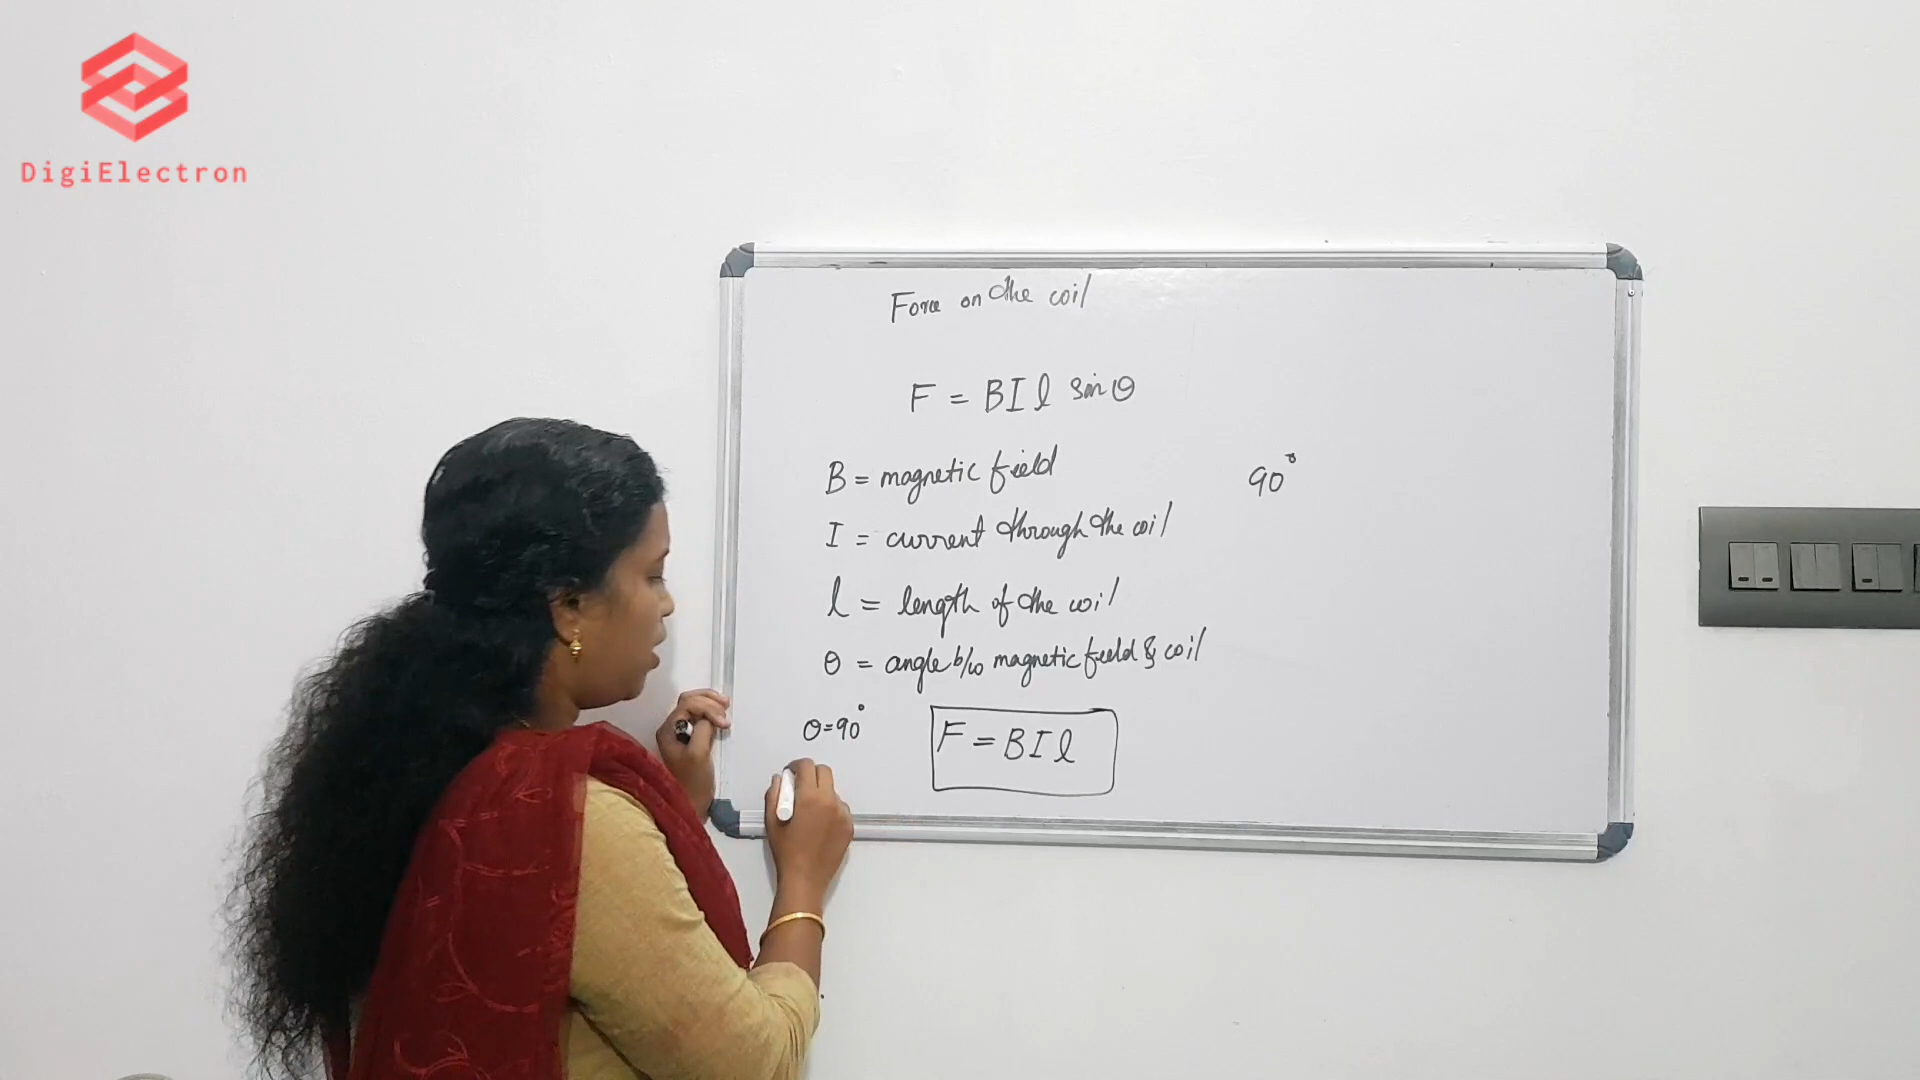 DigiElectron
Force on the coil
F = BIl sinθ
B = magnetic field
90°
I = current through the coil
l = length of the coil
θ = angle b/w magnetic field & coil
θ=90°
F = BIl